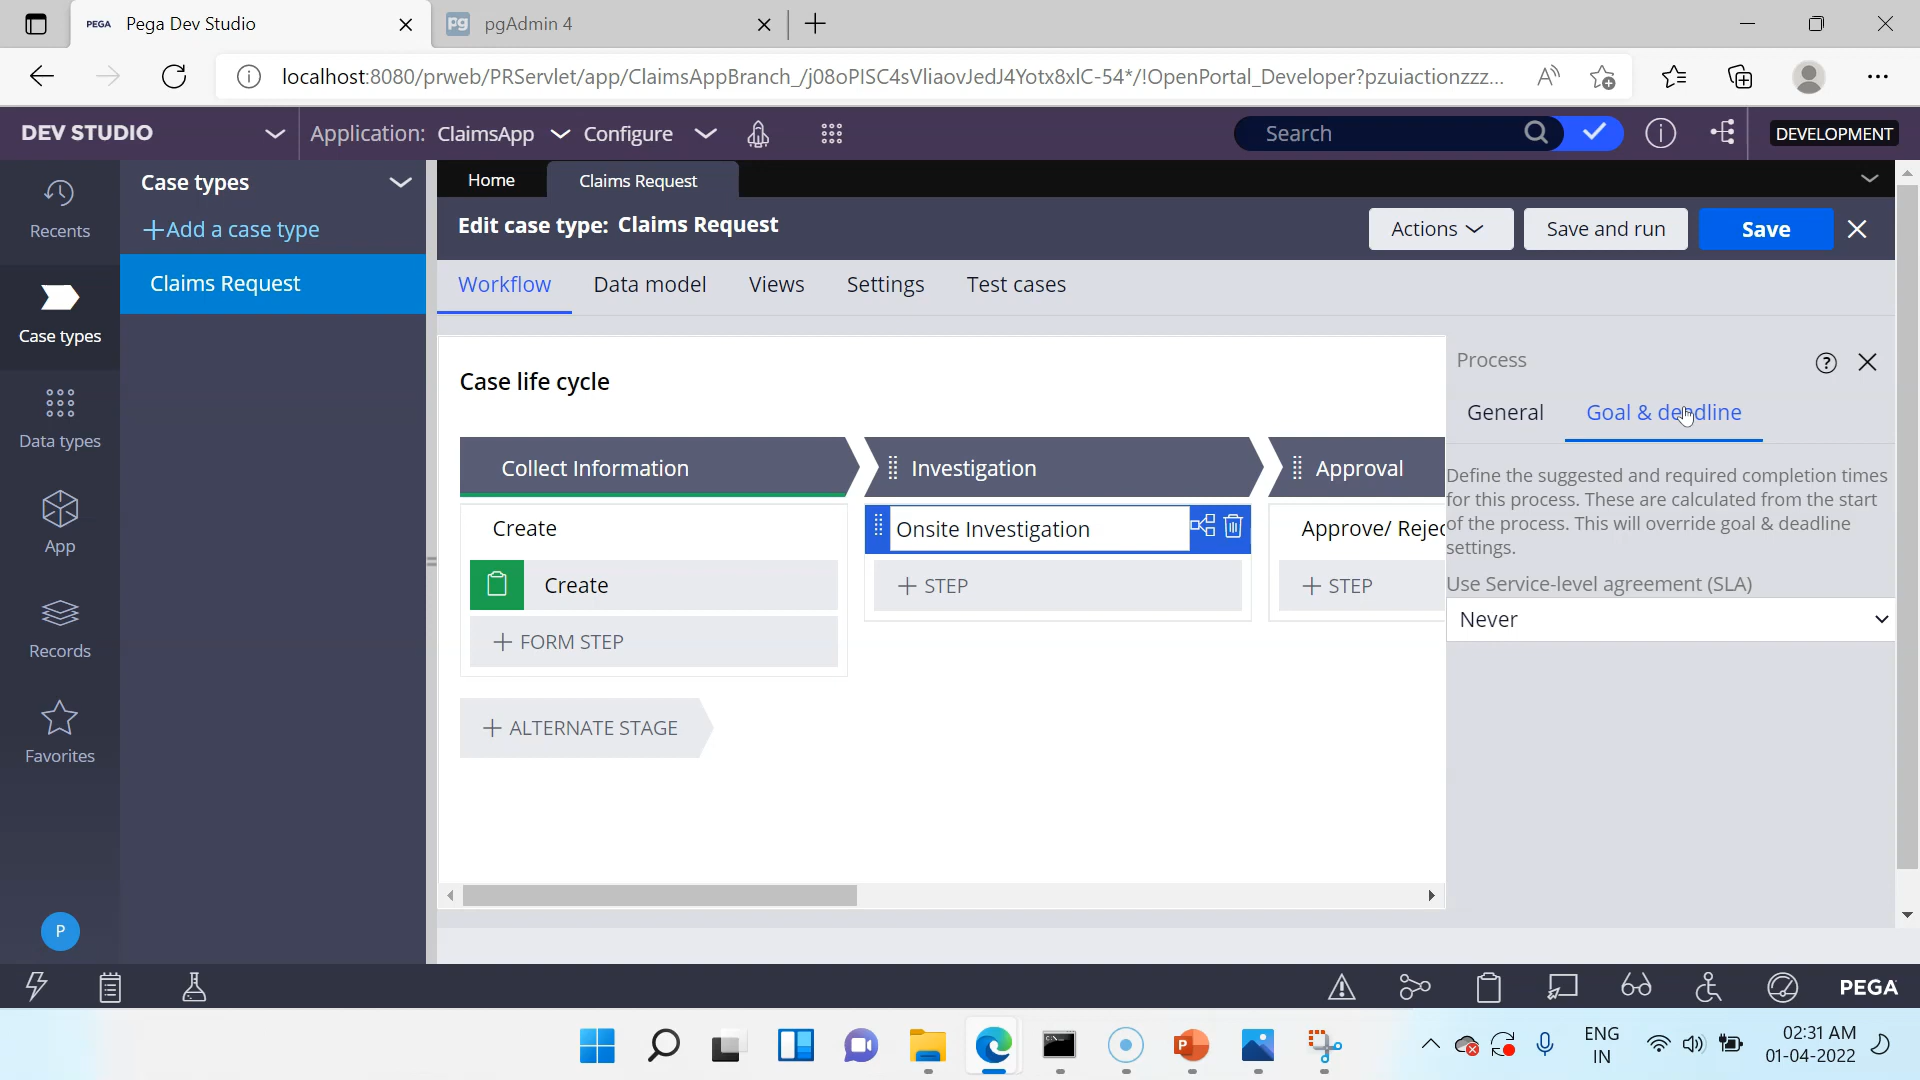 PEGA Pega Dev Studio
pg pgAdmin 4
localhost:8080/prweb/PRServlet/app/ClaimsAppBranch_/j08oPISC4sVliaovJedJ4Yotx8xlC-54*/!OpenPortal_Developer?pzuiactionzzz...
DEV STUDIO
Application: ClaimsApp
Configure
Search
DEVELOPMENT
Recents
Case types
Data types
App
Records
Favorites
P
Case types
+Add a case type
Claims Request
Home
Claims Request
Edit case type: Claims Request
Actions
Save and run
Save
Workflow
Data model
Views
Settings
Test cases
Case life cycle
Collect Information
Investigation
Approval
Create
Onsite Investigation
Approve/ Rejec
Create
+ STEP
+ STEP
+ FORM STEP
+ ALTERNATE STAGE
Process
General
Goal & deadline
Define the suggested and required completion times
for this process. These are calculated from the start
of the process. This will override goal & deadline
settings.
Use Service-level agreement (SLA)
Never
PEGA
ENG
IN
02:31 AM
01-04-2022